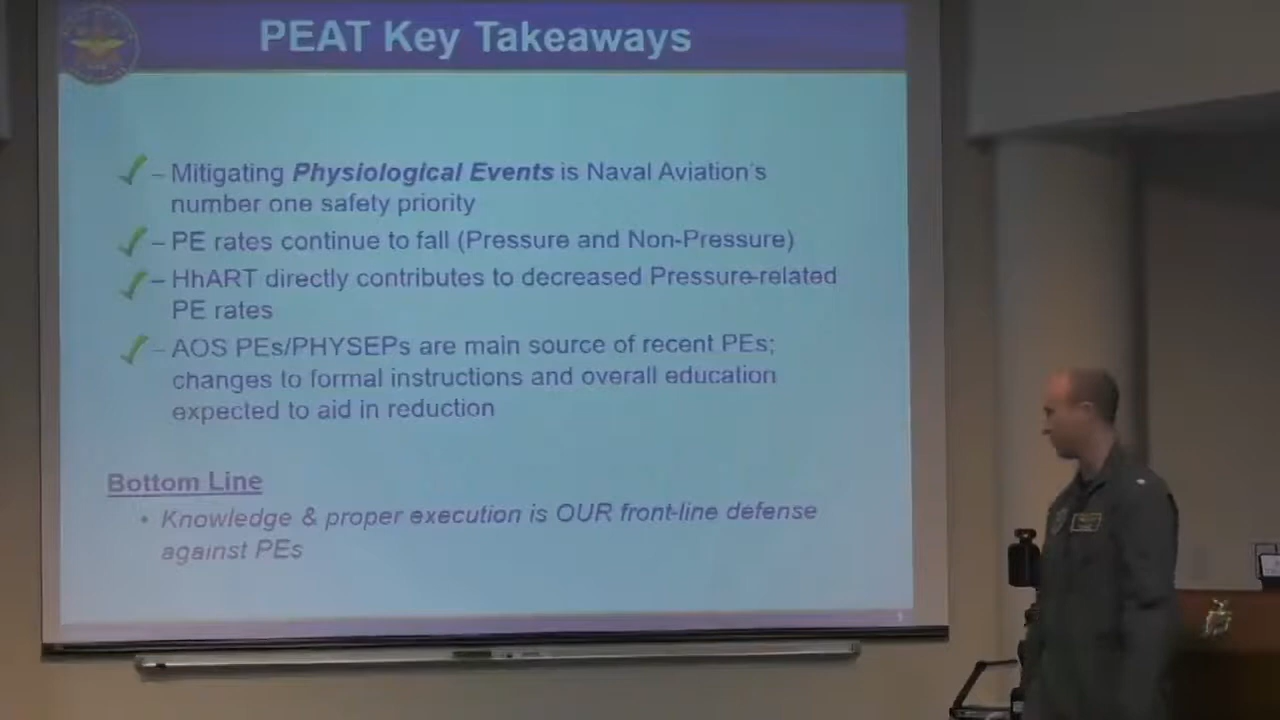 PEAT Key Takeaways
– Mitigating Physiological Events is Naval Aviation's
number one safety priority
– PE rates continue to fall (Pressure and Non-Pressure)
– HhART directly contributes to decreased Pressure-related
PE rates
– AOS PEs/PHYSEPs are main source of recent PEs;
changes to formal instructions and overall education
expected to aid in reduction
Bottom Line
• Knowledge & proper execution is OUR front-line defense
against PEs